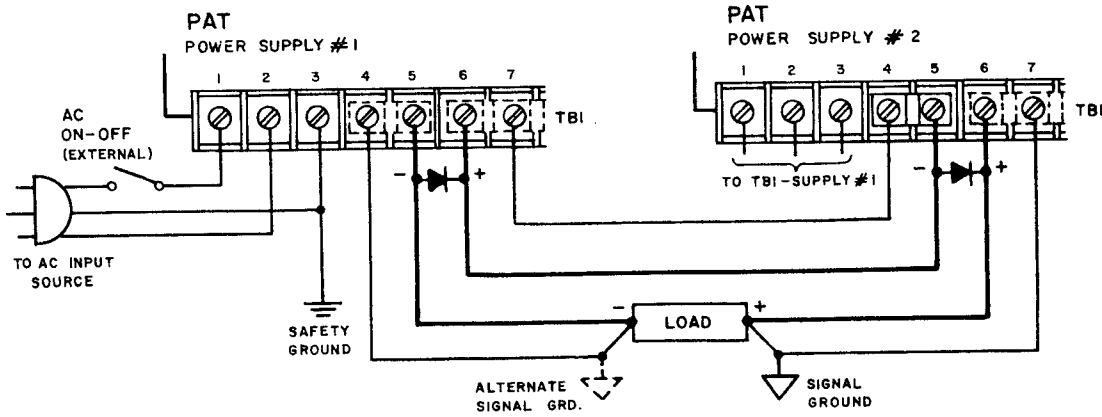 PAT
POWER SUPPLY #1
1 2 3 4 5 6 7
TB1
AC
ON-OFF
(EXTERNAL)
TO AC INPUT
SOURCE
SAFETY
GROUND
- +
PAT
POWER SUPPLY #2
1 2 3 4 5 6 7
TB1
TO TB1-SUPPLY #1
- +
- LOAD +
ALTERNATE
SIGNAL GRD.
SIGNAL
GROUND